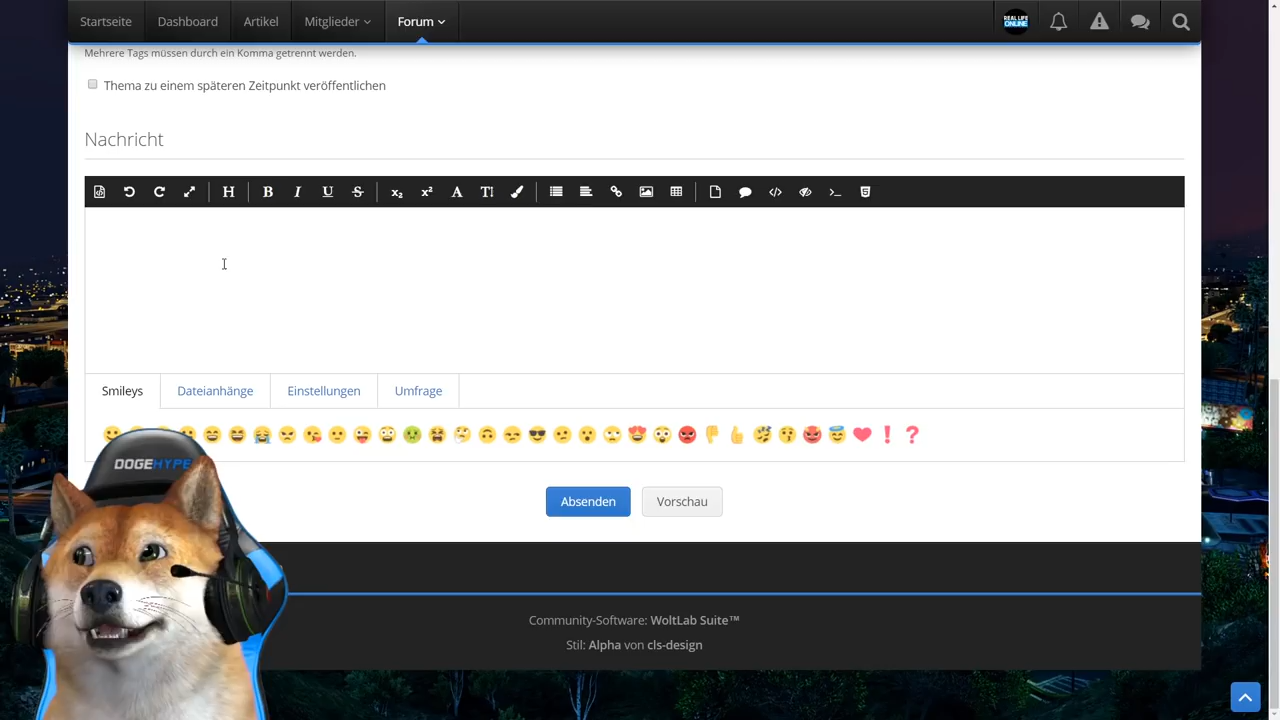 Startseite Dashboard Artikel Mitglieder Forum REAL LIFE ONLINE
Mehrere Tags müssen durch ein Komma getrennt werden.
Thema zu einem späteren Zeitpunkt veröffentlichen
Nachricht
H B I U S x₂ x² A T
Smileys Dateianhänge Einstellungen Umfrage
DOGEHYPE
Absenden Vorschau
Community-Software: WoltLab Suite™
Stil: Alpha von cls-design